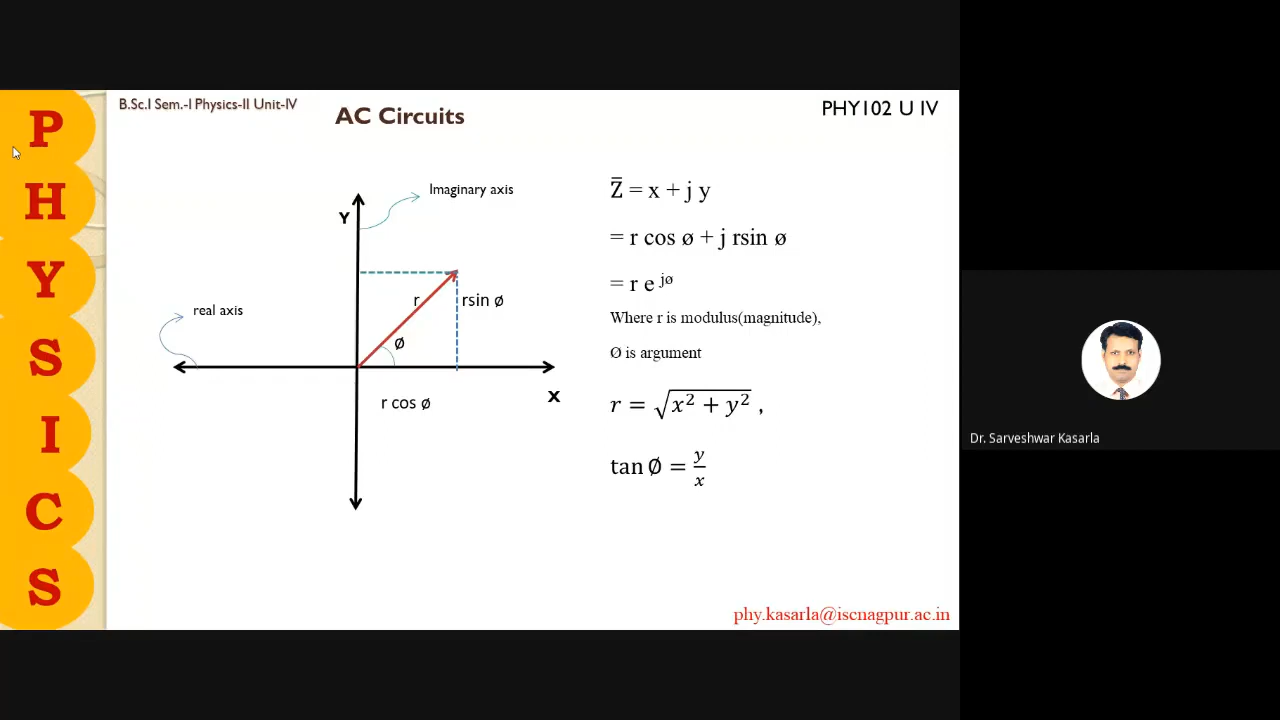 B.Sc.I Sem.-I Physics-II Unit-IV
AC Circuits
PHY102 U IV
P
H
Y
S
I
C
S
Imaginary axis
Y
r
rsin ø
real axis
ø
X
r cos ø
Z̅ = x + j y
= r cos ø + j rsin ø
= r e ʲᶿ
Where r is modulus(magnitude),
Ø is argument
r = √x² + y² ,
tan Ø = y/x
phy.kasarla@iscnagpur.ac.in
Dr. Sarveshwar Kasarla